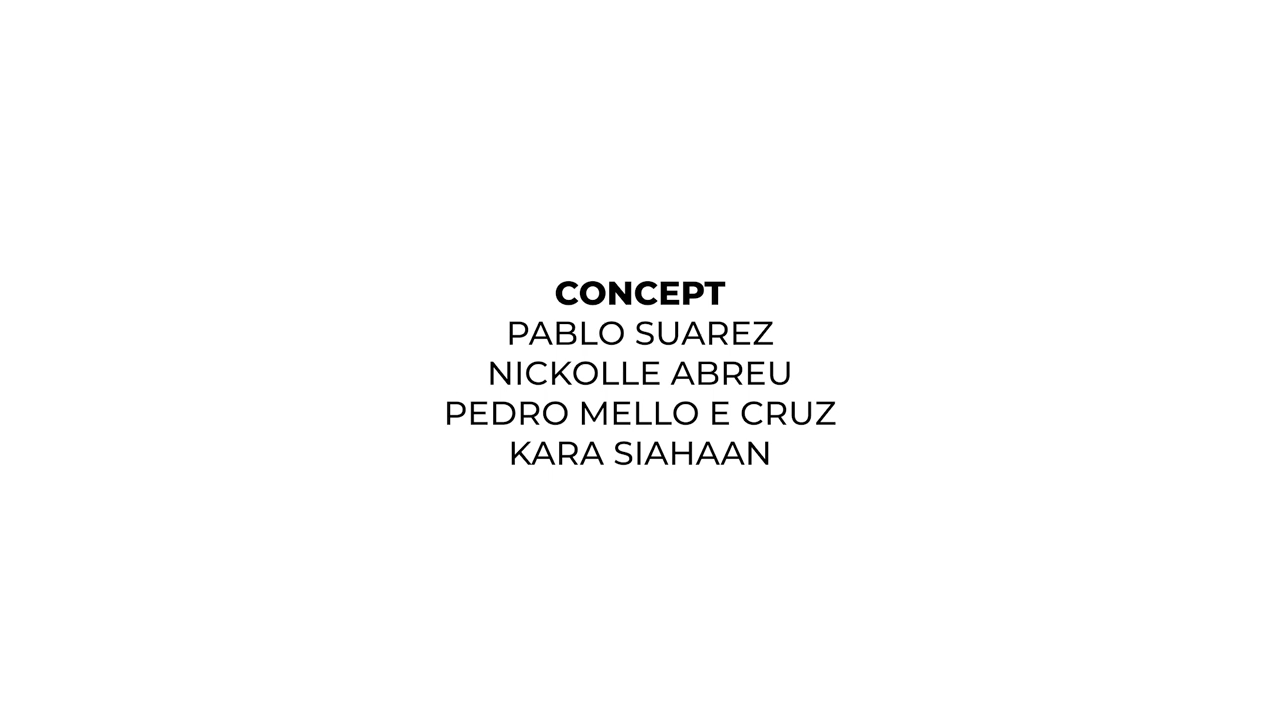 CONCEPT
PABLO SUAREZ
NICKOLLE ABREU
PEDRO MELLO E CRUZ
KARA SIAHAAN